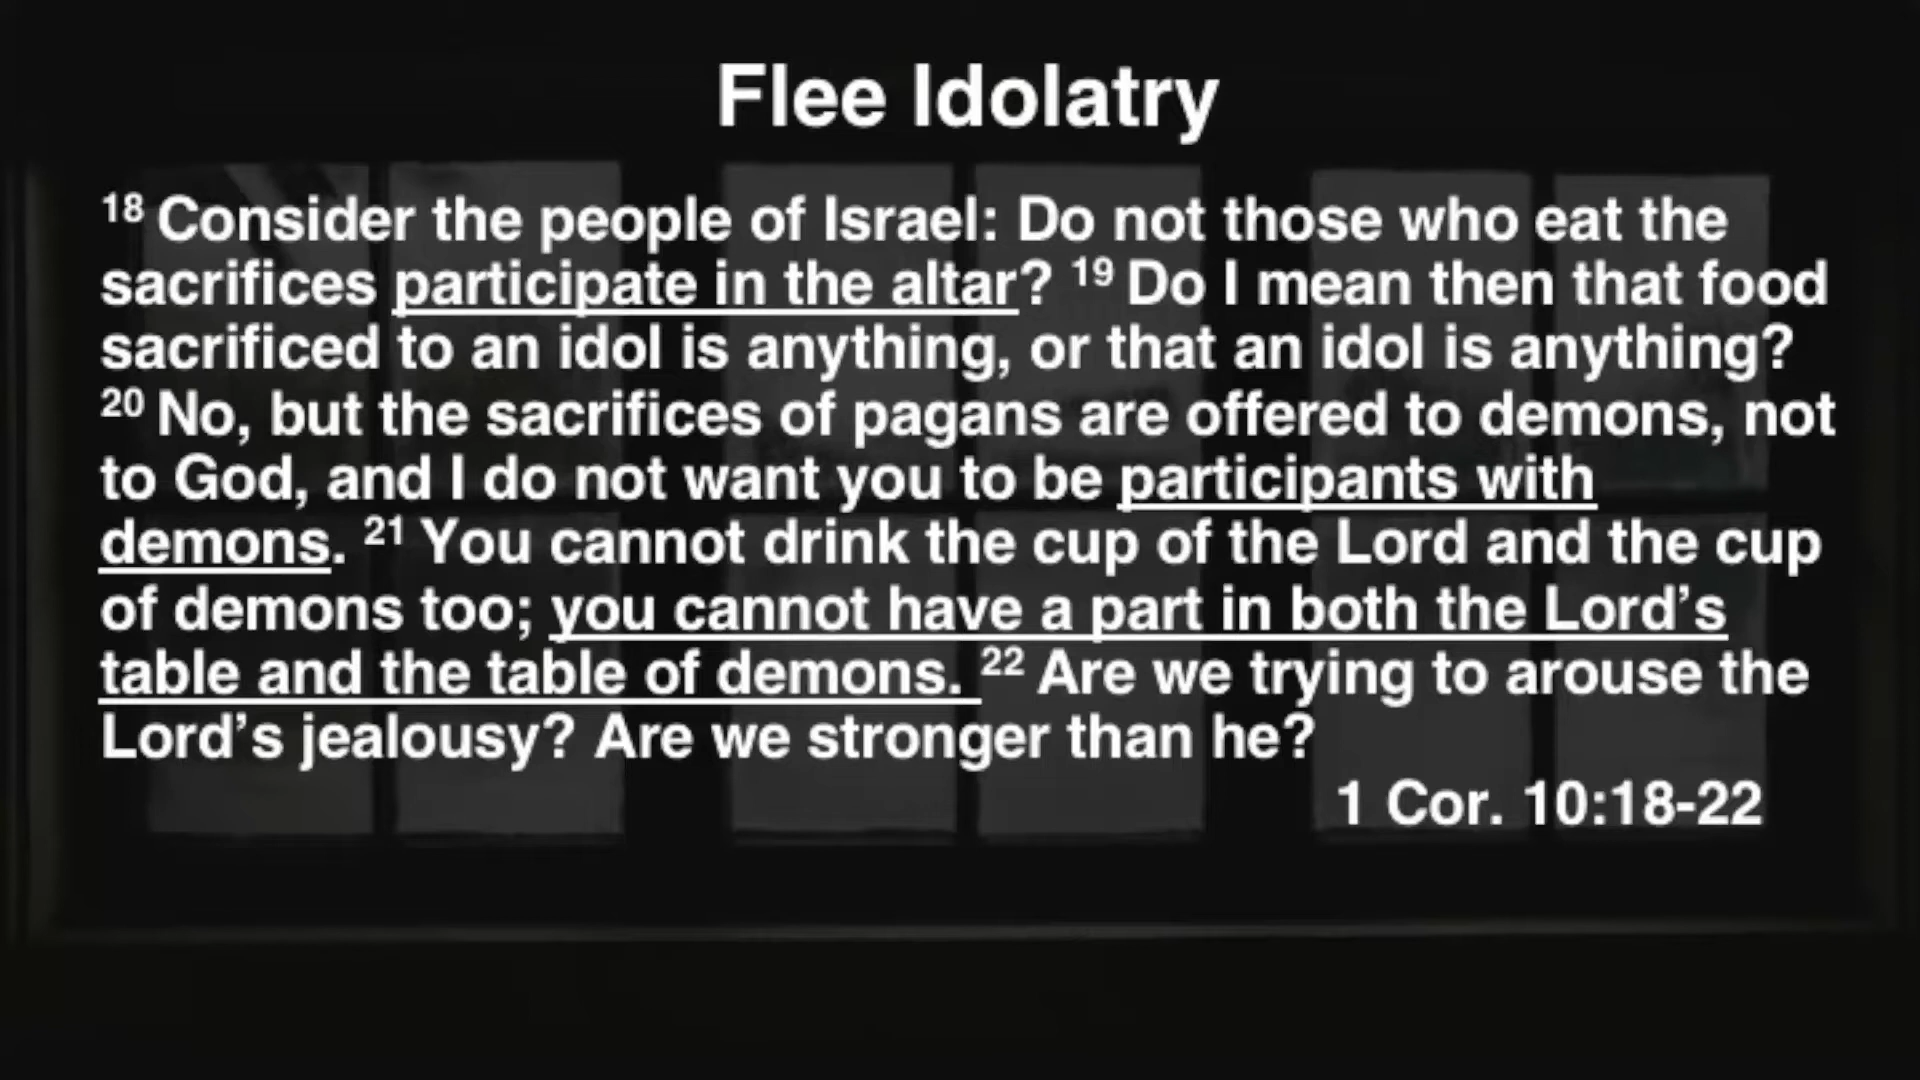 Flee Idolatry
18 Consider the people of Israel: Do not those who eat the
sacrifices participate in the altar? 19 Do I mean then that food
sacrificed to an idol is anything, or that an idol is anything?
20 No, but the sacrifices of pagans are offered to demons, not
to God, and I do not want you to be participants with
demons. 21 You cannot drink the cup of the Lord and the cup
of demons too; you cannot have a part in both the Lord’s
table and the table of demons. 22 Are we trying to arouse the
Lord’s jealousy? Are we stronger than he?
1 Cor. 10:18-22